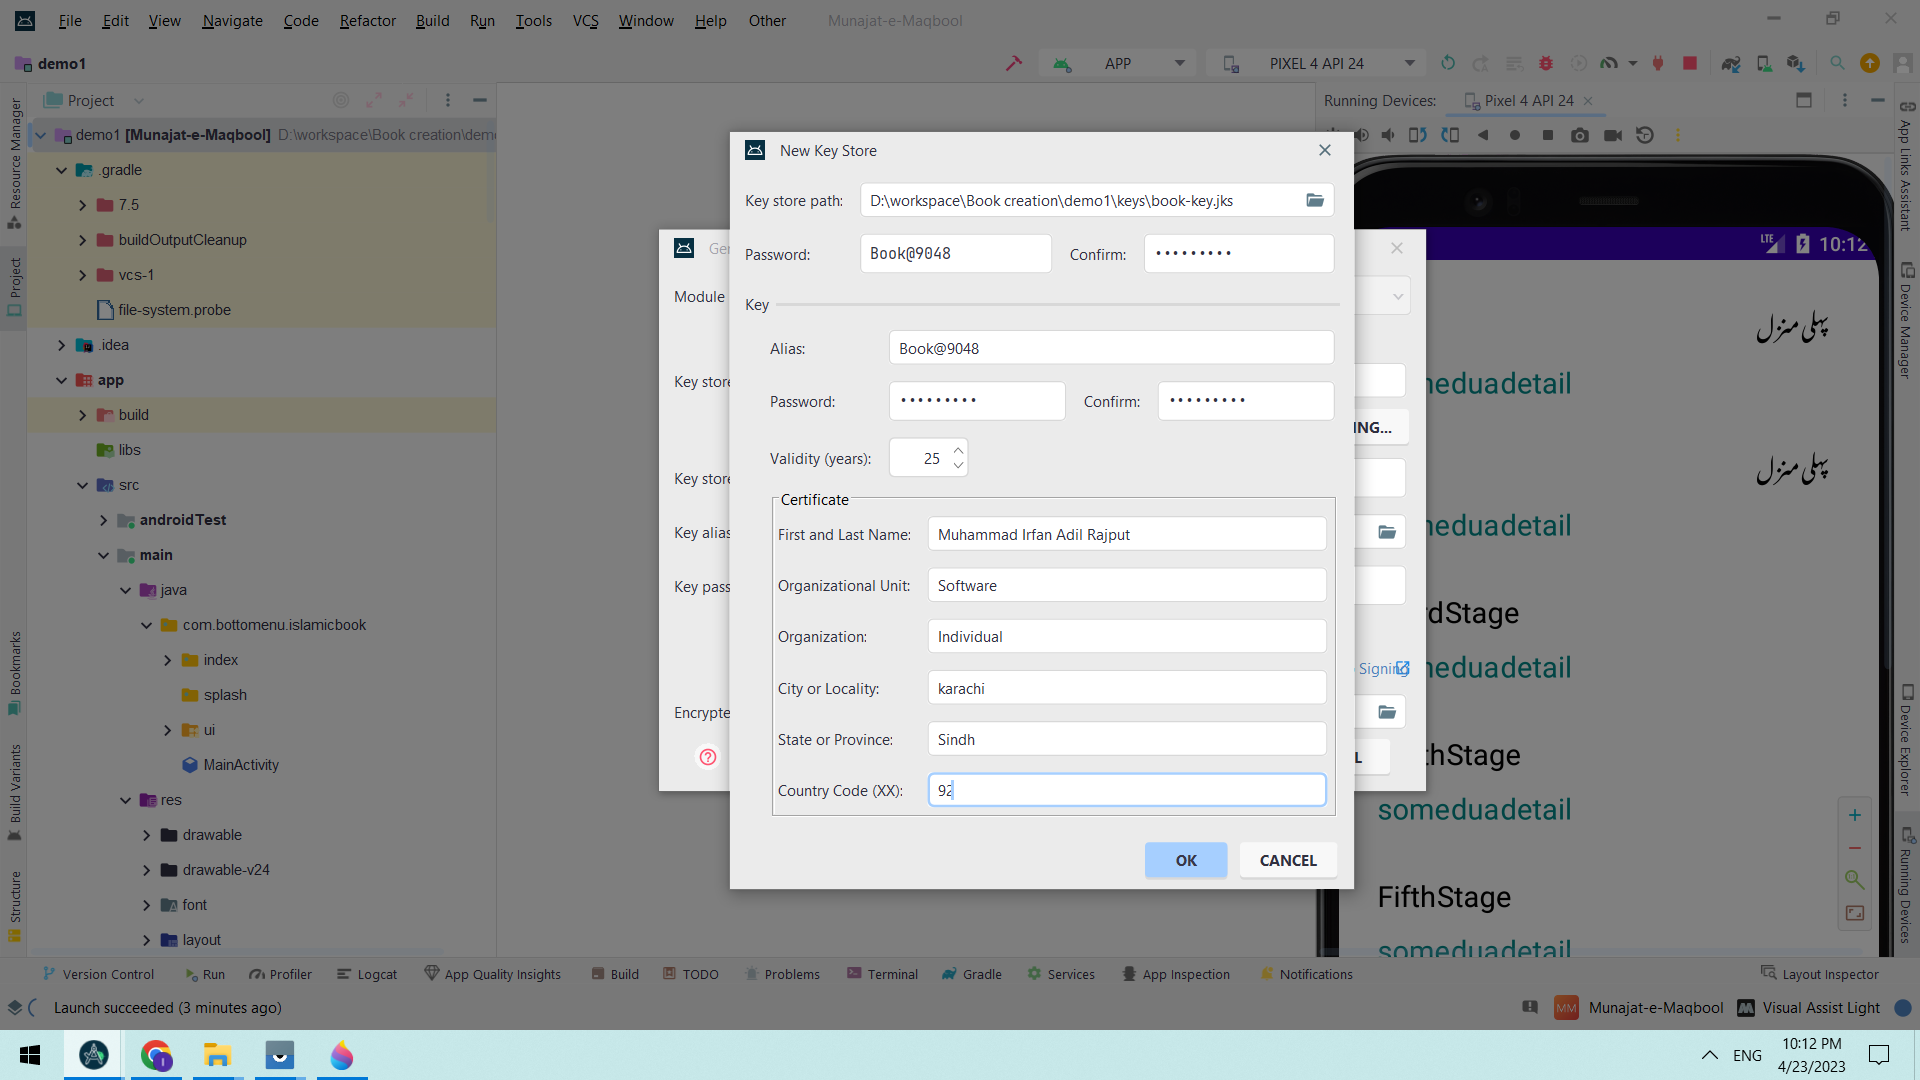 File Edit View Navigate Code Refactor Build Run Tools VCS Window Help Other Munajat-e-Maqbool
demo1 APP PIXEL 4 API 24
Project
Running Devices: Pixel 4 API 24
demo1 [Munajat-e-Maqbool] D:\workspace\Book creation\dem
.gradle
7.5
buildOutputCleanup
vcs-1
file-system.probe
.idea
app
build
libs
src
androidTest
main
java
com.bottomenu.islamicbook
index
splash
ui
MainActivity
res
drawable
drawable-v24
font
layout
Resource Manager
Project
Bookmarks
Build Variants
Structure
New Key Store
Key store path: D:\workspace\Book creation\demo1\keys\book-key.jks
Password: Book@9048 Confirm: •••••••••
Key
Alias: Book@9048
Password: ••••••••• Confirm: •••••••••
Validity (years): 25
Certificate
First and Last Name: Muhammad Irfan Adil Rajput
Organizational Unit: Software
Organization: Individual
City or Locality: karachi
State or Province: Sindh
Country Code (XX): 92
OK CANCEL
Ge
Module
Key store
ING...
Key store
Key alias
Key pass
Signing
Encrypte
L
LTE 10:12
پہلی منزل
meduadetail
پہلی منزل
meduadetail
rdStage
meduadetail
thStage
someduadetail
FifthStage
someduadetail
App Links Assistant
Device Manager
Device Explorer
Running Devices
Version Control Run Profiler Logcat App Quality Insights Build TODO Problems Terminal Gradle Services App Inspection Notifications Layout Inspector
Launch succeeded (3 minutes ago) MM Munajat-e-Maqbool Visual Assist Light
ENG 10:12 PM
4/23/2023